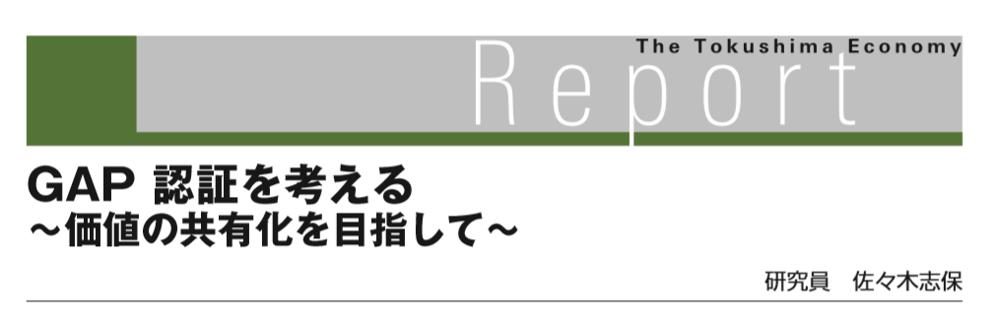 The Tokushima Economy
Report
GAP 認証を考える
～価値の共有化を目指して～
研究員　佐々木志保